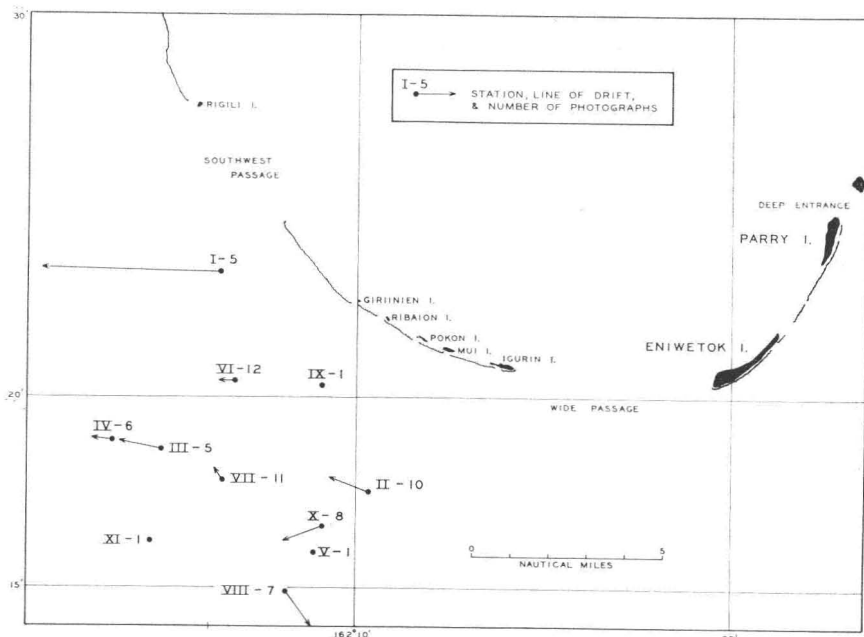 30'
I-5
STATION, LINE OF DRIFT,
& NUMBER OF PHOTOGRAPHS
RIGILI I.
SOUTHWEST
PASSAGE
DEEP ENTRANCE
PARRY I.
I-5
GIRIINIEN I.
RIBAION I.
POKON I.
MUI I.
IGURIN I.
ENIWETOK I.
VI-12
IX-1
20'
WIDE PASSAGE
IV-6
III-5
VII-11
II-10
X-8
XI-1
V-1
0
5
NAUTICAL MILES
15'
VIII-7
162°10'